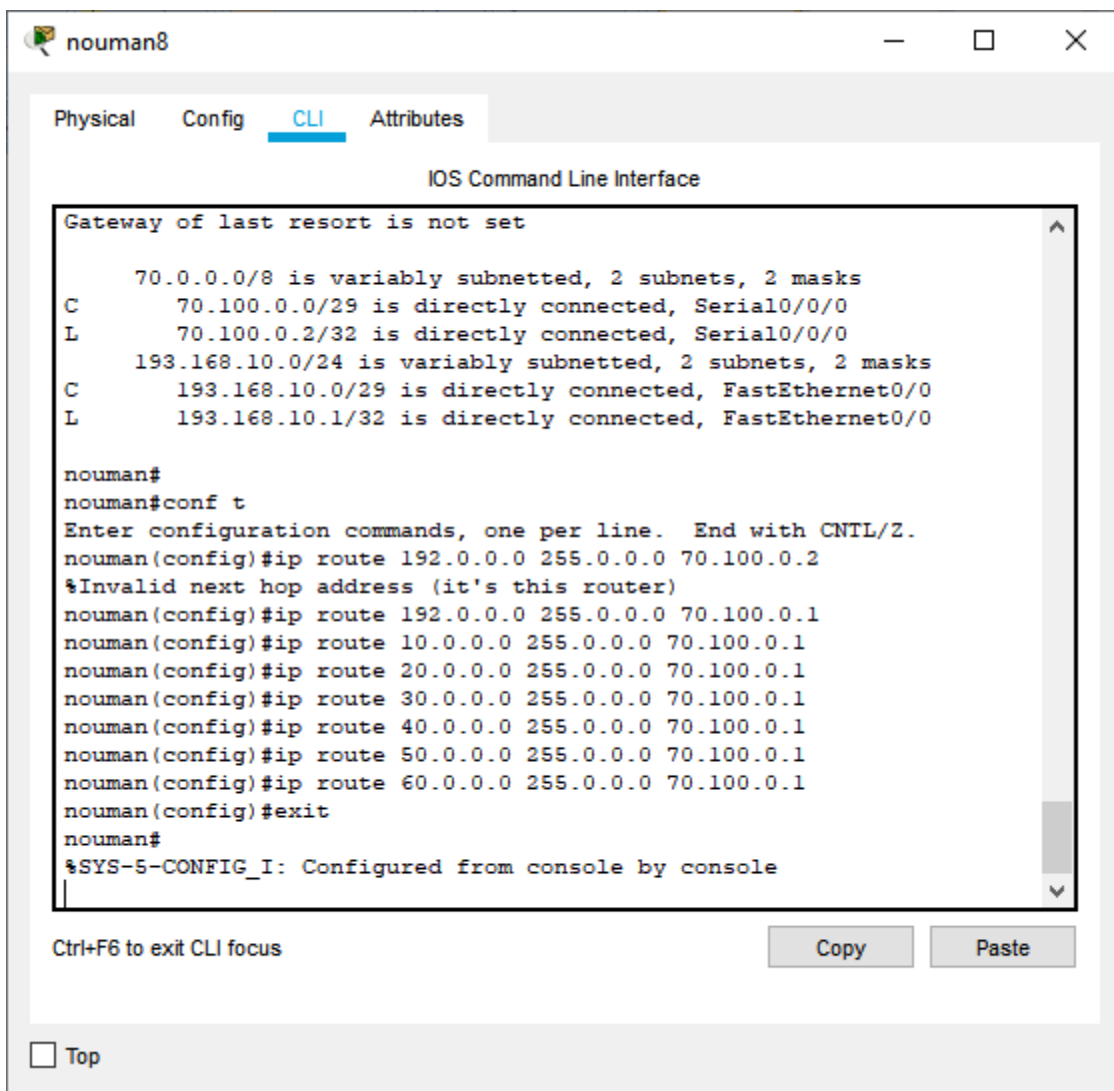 nouman8
Physical Config CLI Attributes
IOS Command Line Interface
Gateway of last resort is not set
70.0.0.0/8 is variably subnetted, 2 subnets, 2 masks
C 70.100.0.0/29 is directly connected, Serial0/0/0
L 70.100.0.2/32 is directly connected, Serial0/0/0
193.168.10.0/24 is variably subnetted, 2 subnets, 2 masks
C 193.168.10.0/29 is directly connected, FastEthernet0/0
L 193.168.10.1/32 is directly connected, FastEthernet0/0
nouman#
nouman#conf t
Enter configuration commands, one per line. End with CNTL/Z.
nouman(config)#ip route 192.0.0.0 255.0.0.0 70.100.0.2
%Invalid next hop address (it's this router)
nouman(config)#ip route 192.0.0.0 255.0.0.0 70.100.0.1
nouman(config)#ip route 10.0.0.0 255.0.0.0 70.100.0.1
nouman(config)#ip route 20.0.0.0 255.0.0.0 70.100.0.1
nouman(config)#ip route 30.0.0.0 255.0.0.0 70.100.0.1
nouman(config)#ip route 40.0.0.0 255.0.0.0 70.100.0.1
nouman(config)#ip route 50.0.0.0 255.0.0.0 70.100.0.1
nouman(config)#ip route 60.0.0.0 255.0.0.0 70.100.0.1
nouman(config)#exit
nouman#
%SYS-5-CONFIG_I: Configured from console by console
Ctrl+F6 to exit CLI focus Copy Paste
Top